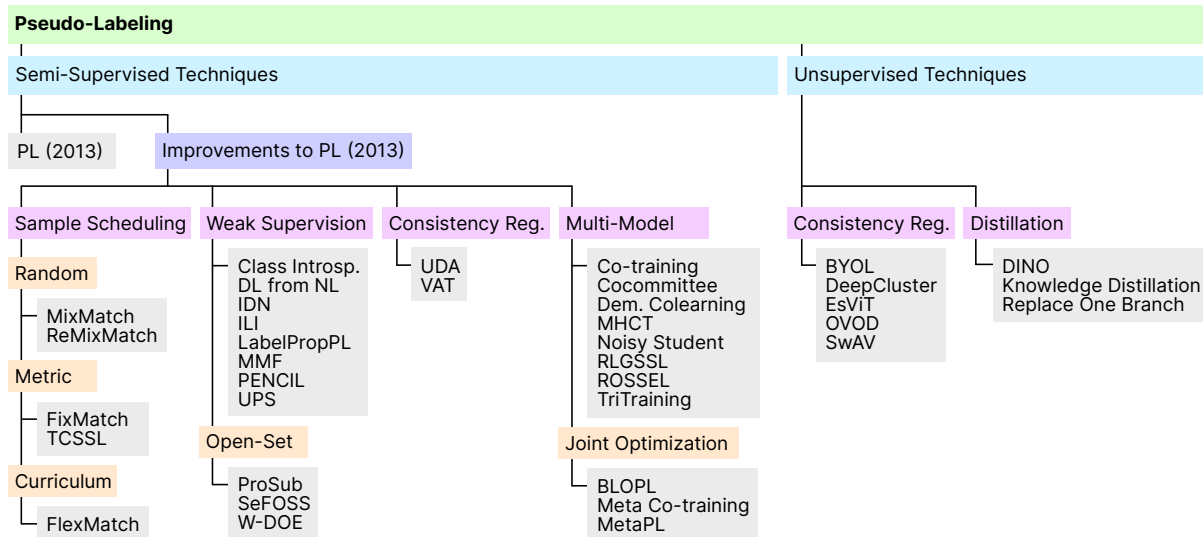 Pseudo-Labeling
Semi-Supervised Techniques
Unsupervised Techniques
PL (2013)
Improvements to PL (2013)
Sample Scheduling
Random
MixMatch
ReMixMatch
Metric
FixMatch
TCSSL
Curriculum
FlexMatch
Weak Supervision
Class Introsp.
DL from NL
IDN
ILI
LabelPropPL
MMF
PENCIL
UPS
Open-Set
ProSub
SeFOSS
W-DOE
Consistency Reg.
UDA
VAT
Multi-Model
Co-training
Cocommittee
Dem. Colearning
MHCT
Noisy Student
RLGSSL
ROSSEL
TriTraining
Joint Optimization
BLOPL
Meta Co-training
MetaPL
Consistency Reg.
BYOL
DeepCluster
EsViT
OVOD
SwAV
Distillation
DINO
Knowledge Distillation
Replace One Branch